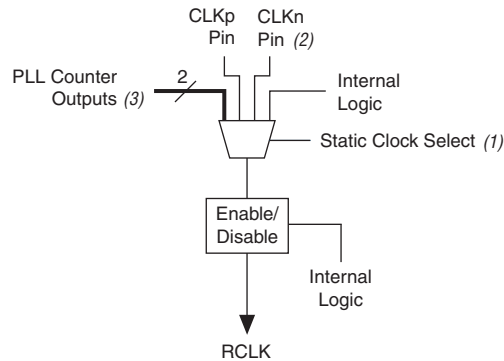 CLKp
Pin
CLKn
Pin (2)
PLL Counter
Outputs (3)
2
Internal
Logic
Static Clock Select (1)
Enable/
Disable
Internal
Logic
RCLK